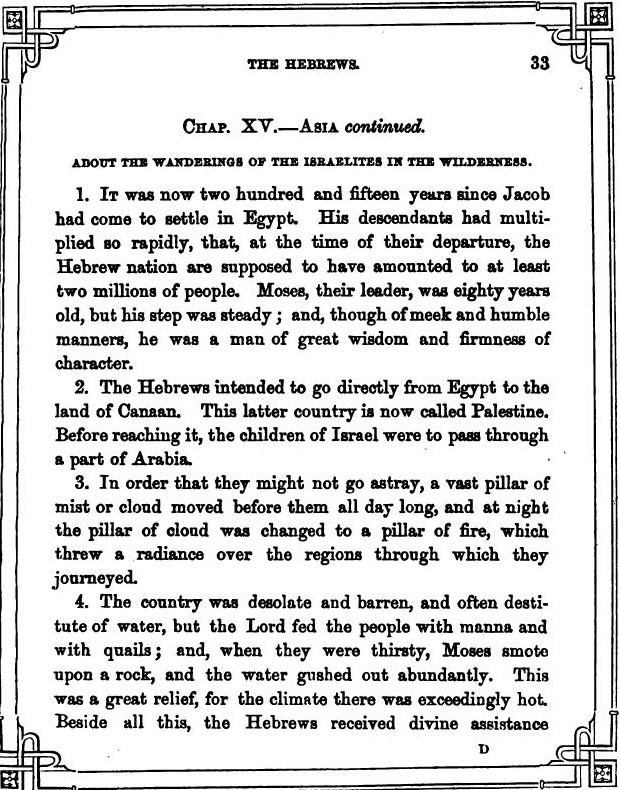 THE HEBREWS. 33
CHAP. XV.—ASIA continued.
ABOUT THE WANDERINGS OF THE ISRAELITES IN THE WILDERNESS.
1. IT was now two hundred and fifteen years since Jacob
had come to settle in Egypt. His descendants had multi-
plied so rapidly, that, at the time of their departure, the
Hebrew nation are supposed to have amounted to at least
two millions of people. Moses, their leader, was eighty years
old, but his step was steady; and, though of meek and humble
manners, he was a man of great wisdom and firmness of
character.
2. The Hebrews intended to go directly from Egypt to the
land of Canaan. This latter country is now called Palestine.
Before reaching it, the children of Israel were to pass through
a part of Arabia.
3. In order that they might not go astray, a vast pillar of
mist or cloud moved before them all day long, and at night
the pillar of cloud was changed to a pillar of fire, which
threw a radiance over the regions through which they
journeyed.
4. The country was desolate and barren, and often desti-
tute of water, but the Lord fed the people with manna and
with quails; and, when they were thirsty, Moses smote
upon a rock, and the water gushed out abundantly. This
was a great relief, for the climate there was exceedingly hot.
Beside all this, the Hebrews received divine assistance
D